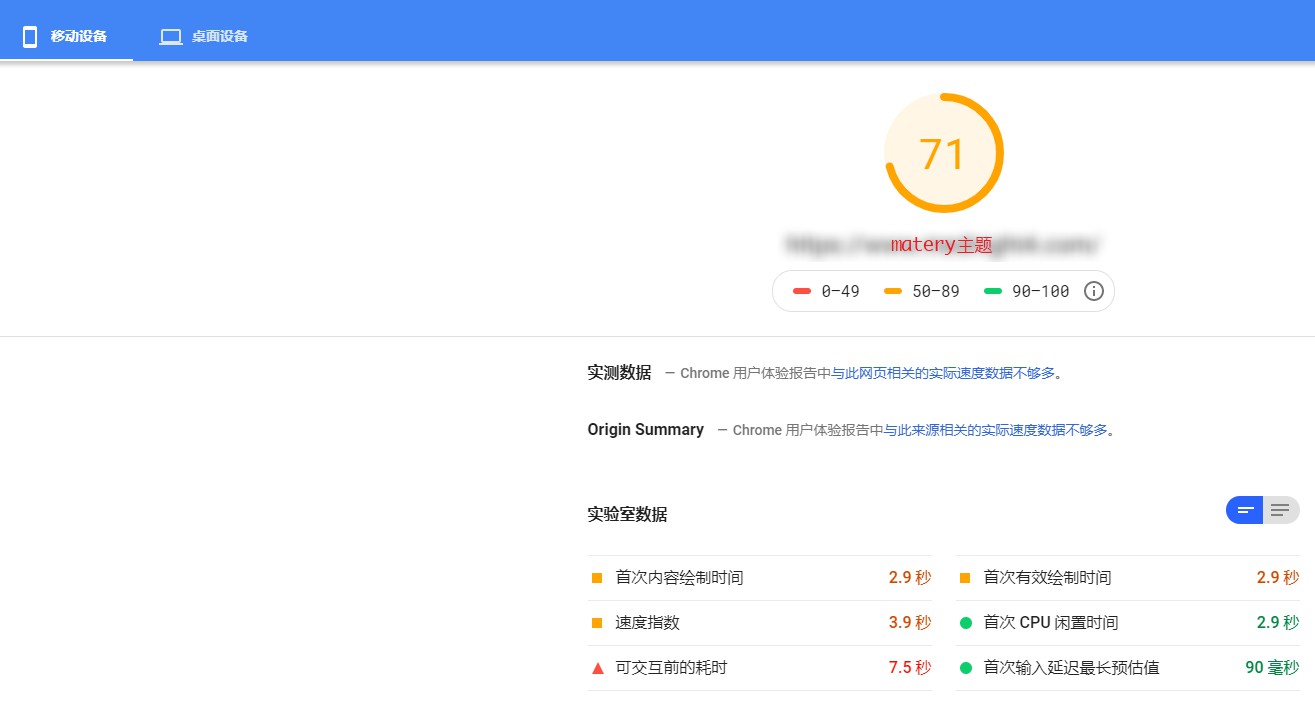 移动设备 桌面设备
71
matery主题
0–49 50–89 90–100
实测数据 — Chrome 用户体验报告中与此网页相关的实际速度数据不够多。
Origin Summary — Chrome 用户体验报告中与此来源相关的实际速度数据不够多。
实验室数据
首次内容绘制时间 2.9 秒 首次有效绘制时间 2.9 秒
速度指数 3.9 秒 首次 CPU 闲置时间 2.9 秒
可交互前的耗时 7.5 秒 首次输入延迟最长预估值 90 毫秒